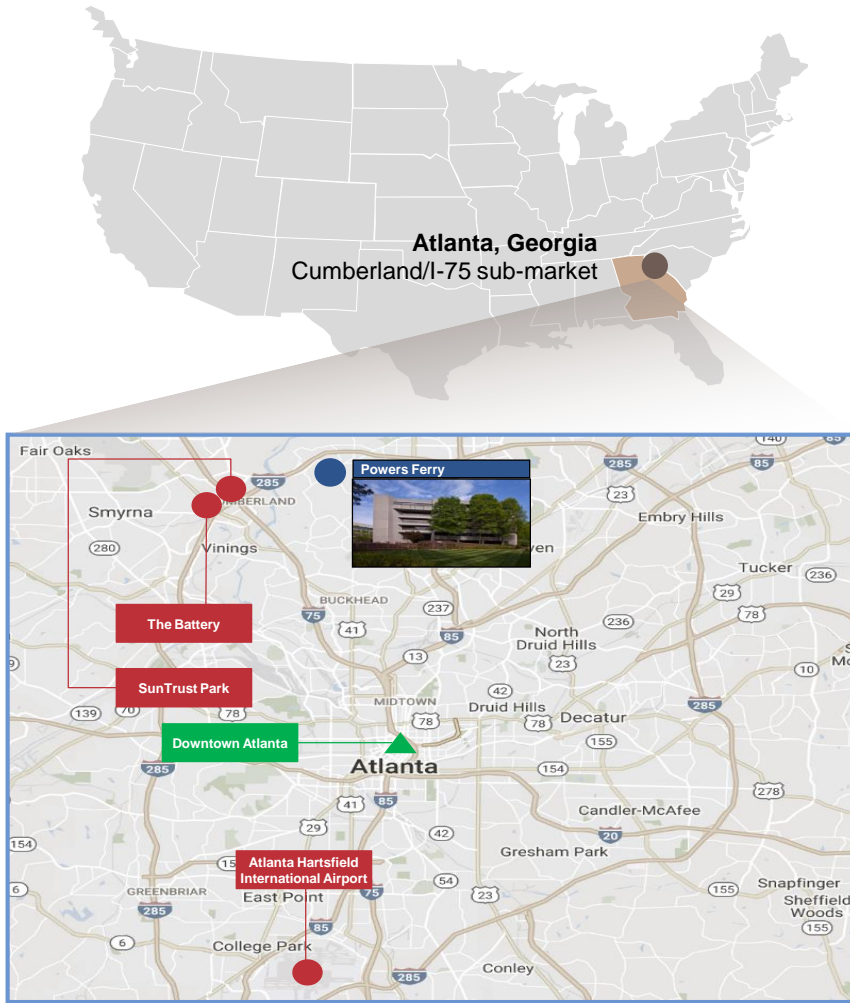 Atlanta, Georgia
Cumberland/I-75 sub-market
140
85
Fair Oaks
Powers Ferry
285
85
285
23
UMBERLAND
Smyrna
Embry Hills
280
Vinings
ven
Tucker
236
29
78
BUCKHEAD
75
237
The Battery
41
85
236
North
Druid Hills
23
13
10
SunTrust Park
42
MIDTOWN
Druid Hills
285
139
70
78
78
78
Decatur
Downtown Atlanta
155
Atlanta
285
154
85
278
41
Candler-McAfee
29
42
20
154
Gresham Park
Atlanta Hartsfield
International Airport
54
6
GREENBRIAR
East Point
75
23
155
Snapfinger
Sheffield
Woods
285
85
155
6
College Park
Conley
285